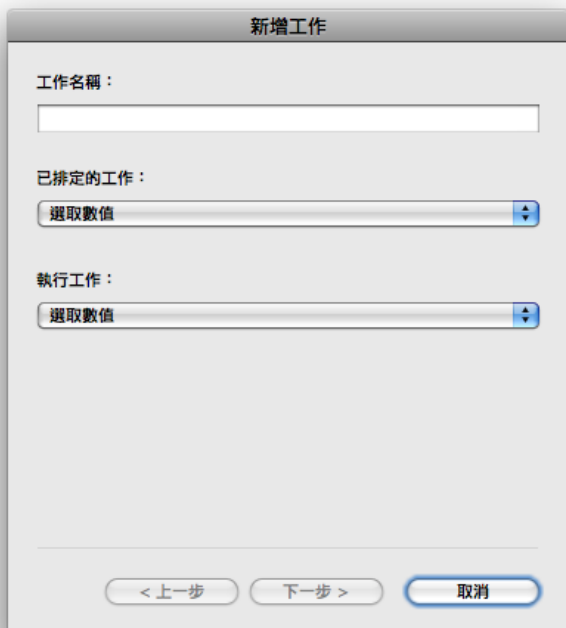 新增工作
工作名稱：
已排定的工作：
選取數值
執行工作：
選取數值
< 上一步
下一步 >
取消